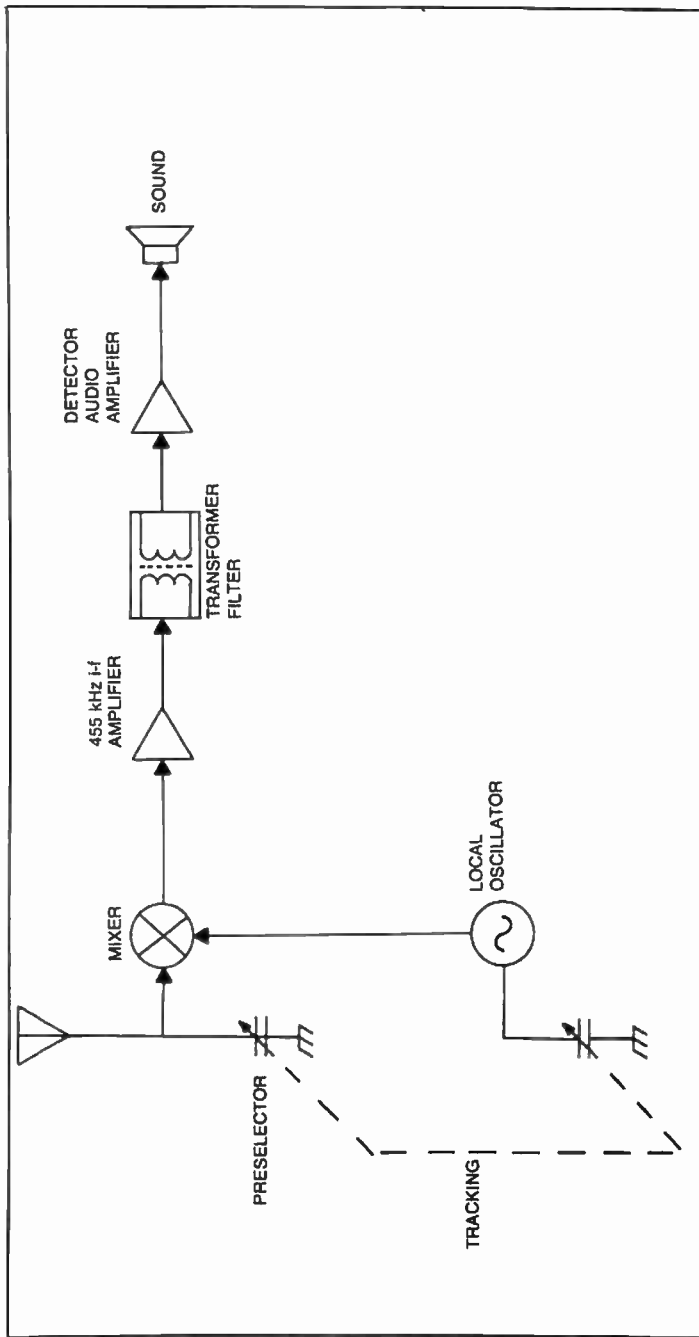 SOUND
DETECTOR
AUDIO
AMPLIFIER
TRANSFORMER
FILTER
455 kHz i-f
AMPLIFIER
MIXER
LOCAL
OSCILLATOR
PRESELECTOR
TRACKING